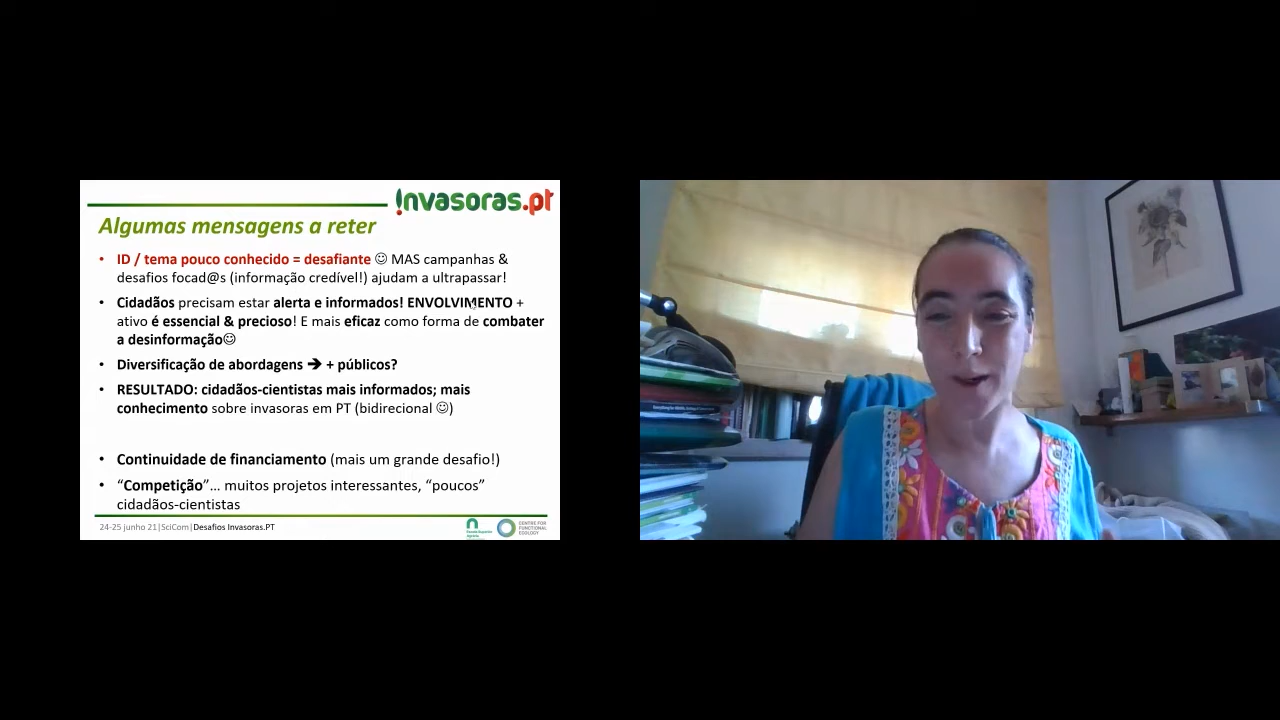 invasoras.pt
Algumas mensagens a reter
• ID / tema pouco conhecido = desafiante ☺ MAS campanhas &
desafios focad@s (informação credível!) ajudam a ultrapassar!
• Cidadãos precisam estar alerta e informados! ENVOLVIMENTO +
ativo é essencial & precioso! E mais eficaz como forma de combater
a desinformação☺
• Diversificação de abordagens ➔ + públicos?
• RESULTADO: cidadãos-cientistas mais informados; mais
conhecimento sobre invasoras em PT (bidirecional ☺)
• Continuidade de financiamento (mais um grande desafio!)
• “Competição”… muitos projetos interessantes, “poucos”
cidadãos-cientistas
24-25 junho 21|SciCom|Desafios Invasoras.PT
CENTRE FOR
FUNCTIONAL
ECOLOGY